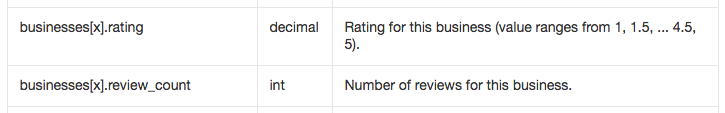 businesses[x].rating decimal Rating for this business (value ranges from 1, 1.5, ... 4.5,
5).
businesses[x].review_count int Number of reviews for this business.